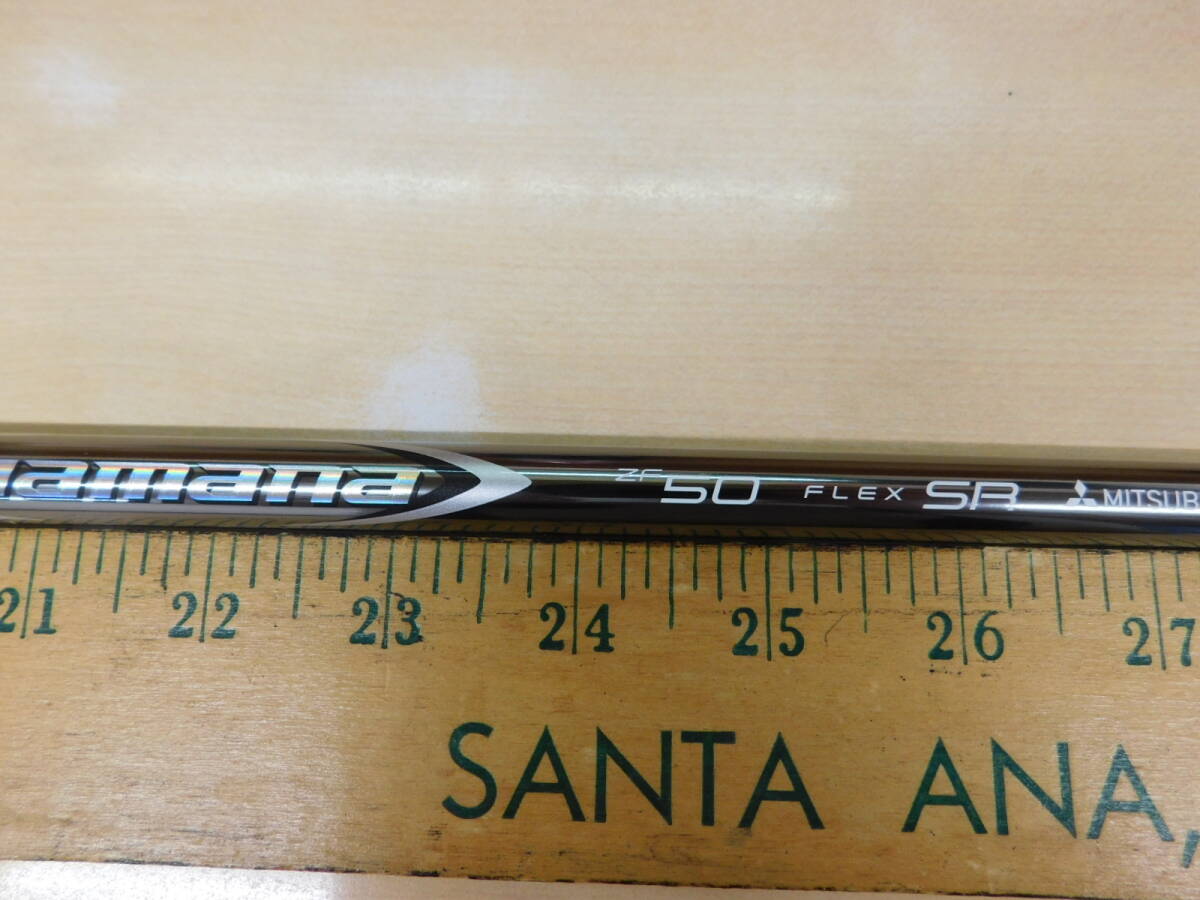 ZF 50 FLEX SR MITSUB
21 22 23 24 25 26 27
SANTA ANA,